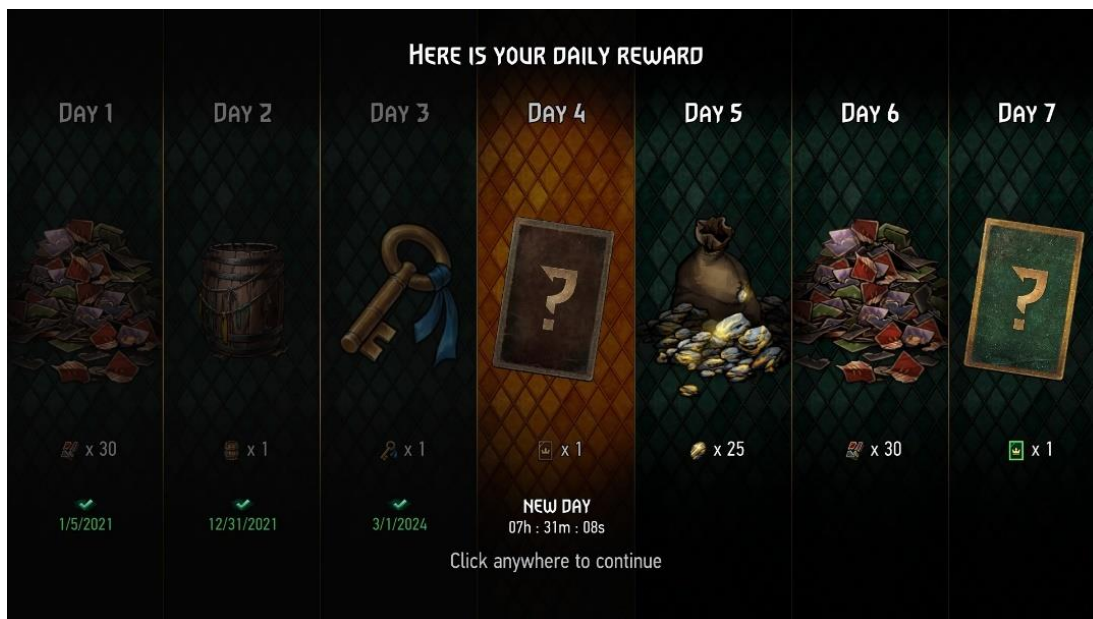 HERE IS YOUR DAILY REWARD
DAY 1
DAY 2
DAY 3
DAY 4
DAY 5
DAY 6
DAY 7
?
?
x 30
x 1
x 1
x 1
x 25
x 30
x 1
1/5/2021
12/31/2021
3/1/2024
NEW DAY
07h : 31m : 08s
Click anywhere to continue